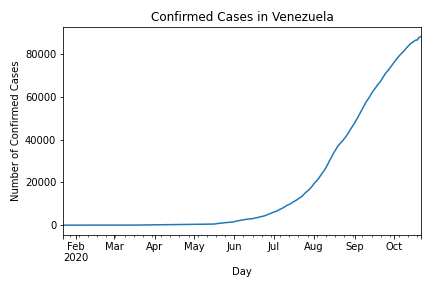 Confirmed Cases in Venezuela
80000
60000
40000
20000
0
Number of Confirmed Cases
Feb Mar Apr May Jun Jul Aug Sep Oct
2020
Day